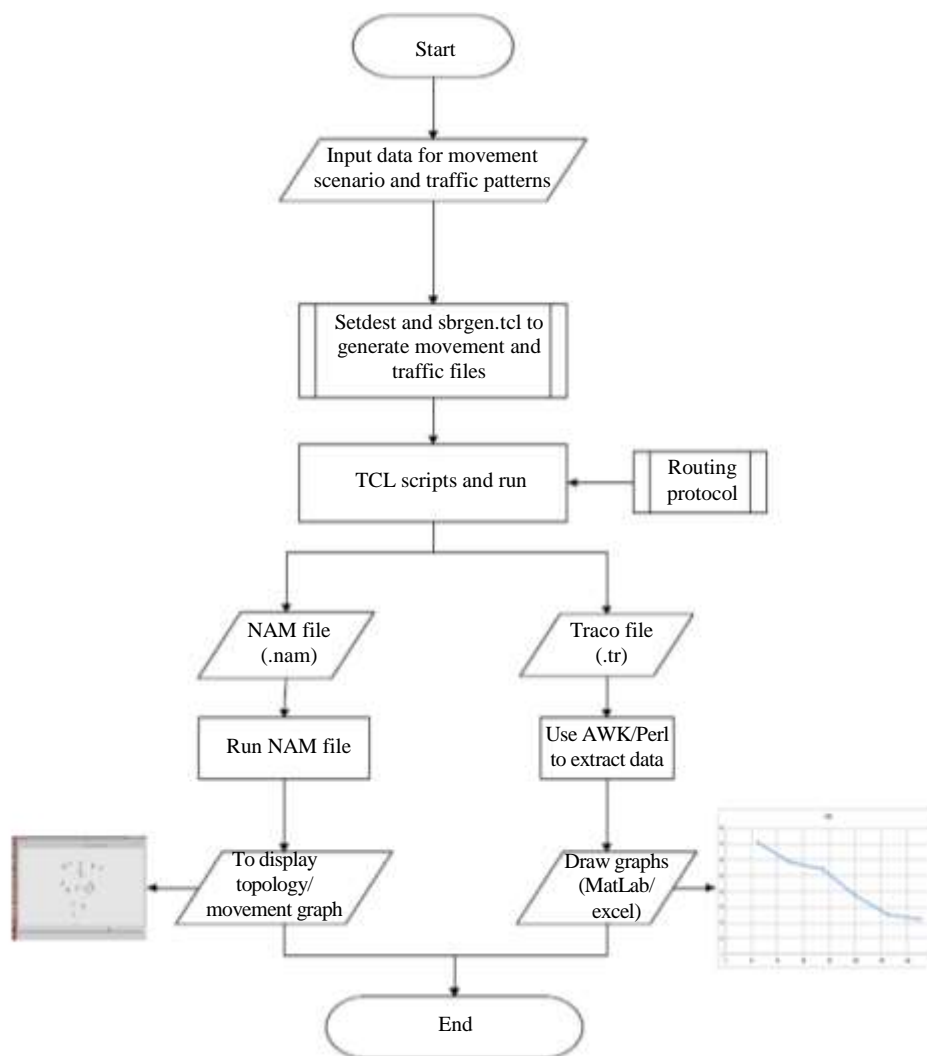 Start
Input data for movement
scenario and traffic patterns
Setdest and sbrgen.tcl to
generate movement and
traffic files
TCL scripts and run
Routing
protocol
NAM file
(.nam)
Traco file
(.tr)
Run NAM file
Use AWK/Perl
to extract data
To display
topology/
movement graph
Draw graphs
(MatLab/
excel)
End